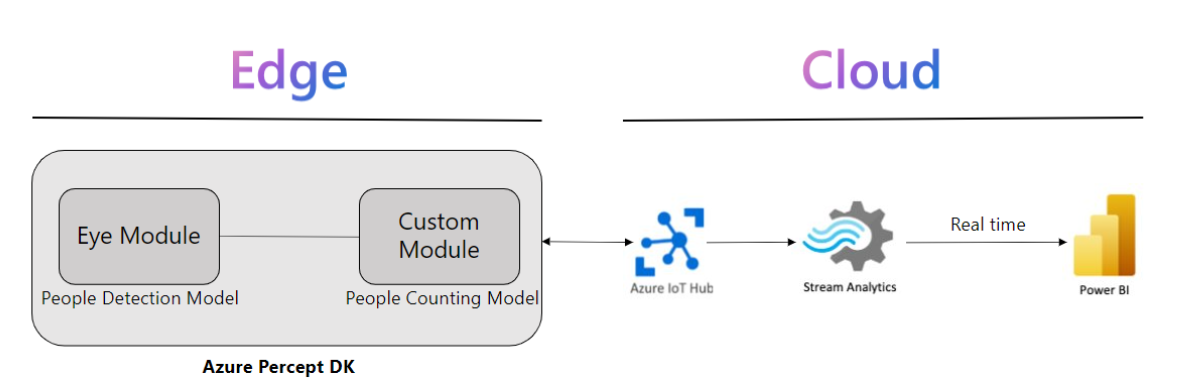 Edge
Cloud
Eye Module
People Detection Model
Custom
Module
People Counting Model
Azure Percept DK
Azure IoT Hub
Stream Analytics
Real time
Power BI